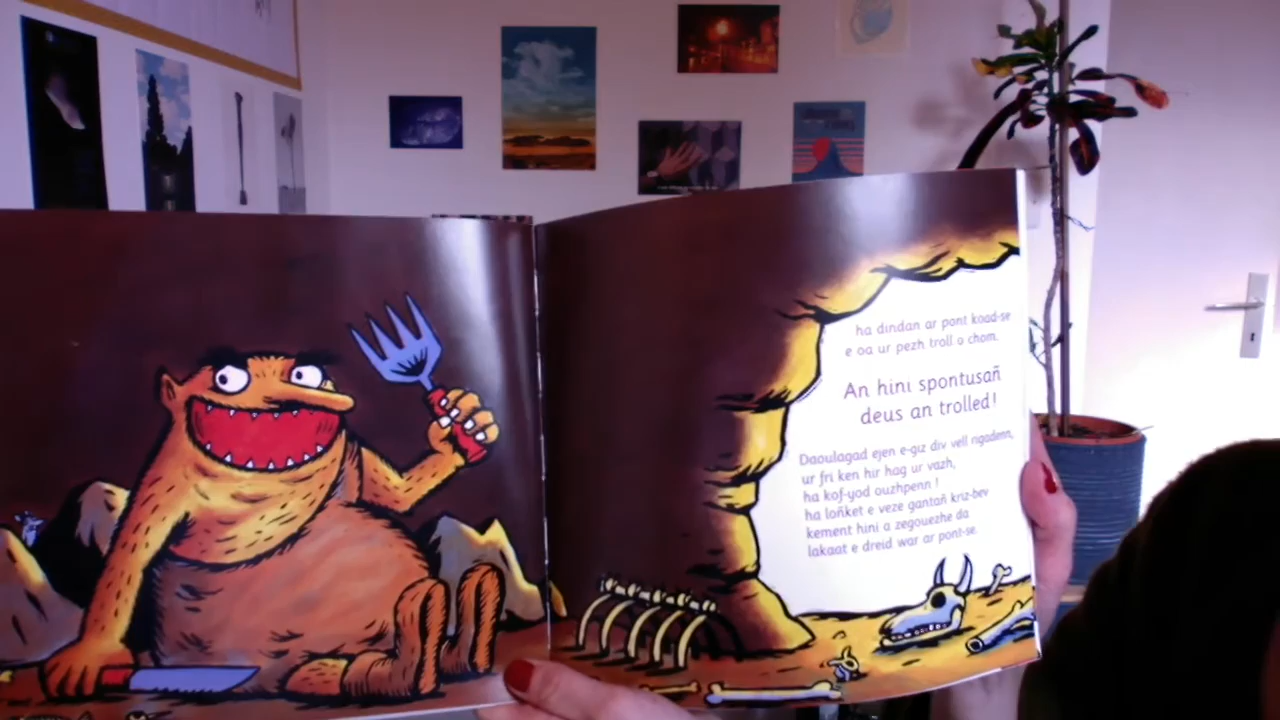 ha dindan ar pont koad-se
e oa ur pezh troll o chom.
An hini spontusañ
deus an trolled!
Daoulagad ejen e-giz div vell ngadenn,
ur fri ken hir hag ur vazh,
ha kof-yod ouzhpenn !
ha loñket e veze gantañ kriz-bev
kement hini a zegouezhe da
lakaat e dreid war ar pont-se.